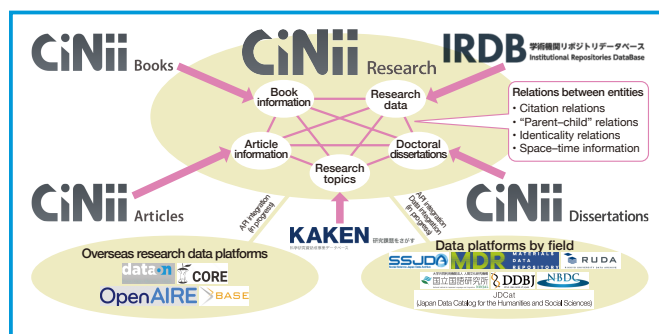 CiNii Books
CiNii Research
IRDB 学術機関リポジトリデータベース
Institutional Repositories DataBase
Book
information
Research
data
Article
information
Doctoral
dissertations
Research
topics
Relations between entities
・Citation relations
・“Parent–child” relations
・Identicality relations
・Space–time information
CiNii Articles
CiNii Dissertations
API integration
(in progress)
API integration
Data integration
(in progress)
KAKEN 研究課題をさがす
Overseas research data platforms
data on
CORE
OpenAIRE
BASE
Data platforms by field
SSJDA
MDR MATERIALS
DATA
REPOSITORY
RUDA
国立国語研究所
DDBJ
NBDC
JDCat
(Japan Data Catalog for the Humanities and Social Sciences)